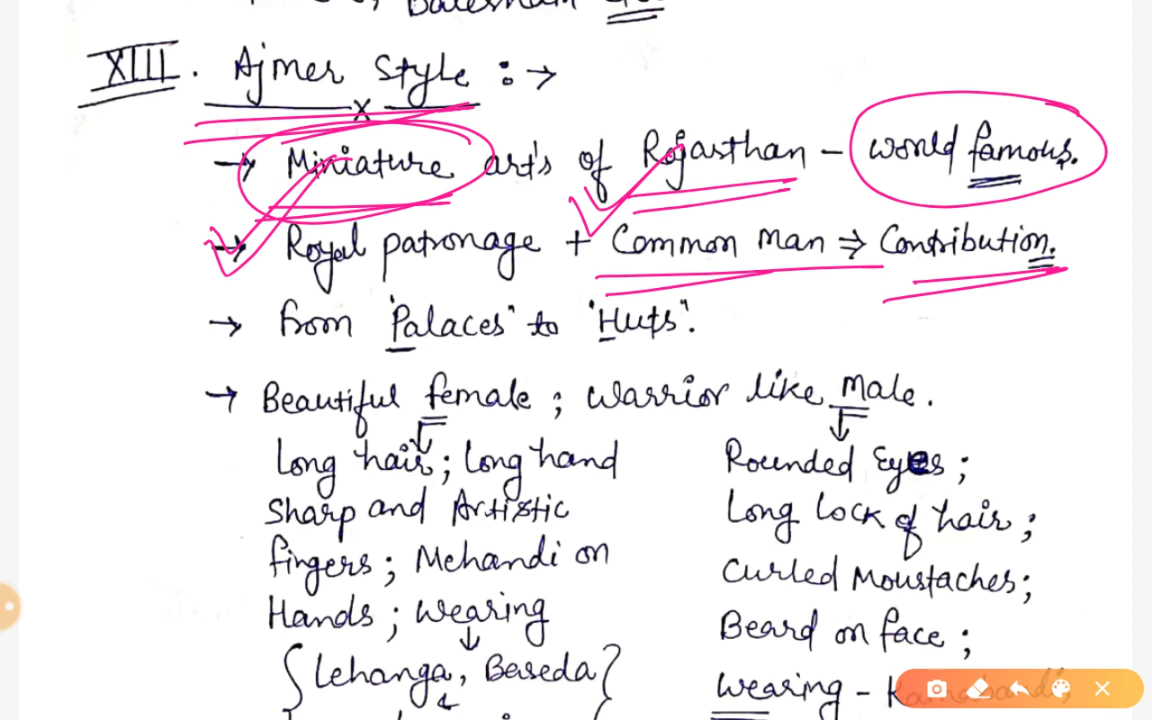 XIII. Ajmer Style :→
→ Miniature art's of Rajasthan - would famous.
→ Royal patronage + Common man ⇒ Contribution.
→ from 'Palaces" to "Huts".
→ Beautiful female ; Warrior like Male.
Long hair ; Long hand
Sharp and Artistic
fingers ; Mehandi on
Hands ; wearing
{Lehanga, Baseda}
Rounded Eyes ;
Long lock of hair ;
Curled Moustaches ;
Beard on face ;
Wearing -